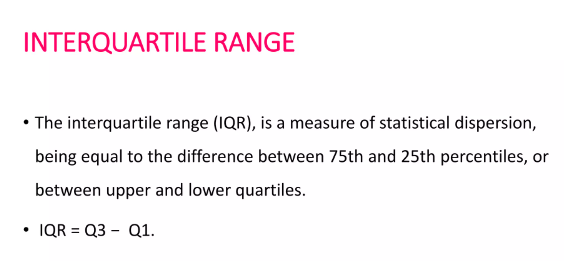 INTERQUARTILE RANGE
• The interquartile range (IQR), is a measure of statistical dispersion,
being equal to the difference between 75th and 25th percentiles, or
between upper and lower quartiles.
• IQR = Q3 − Q1.